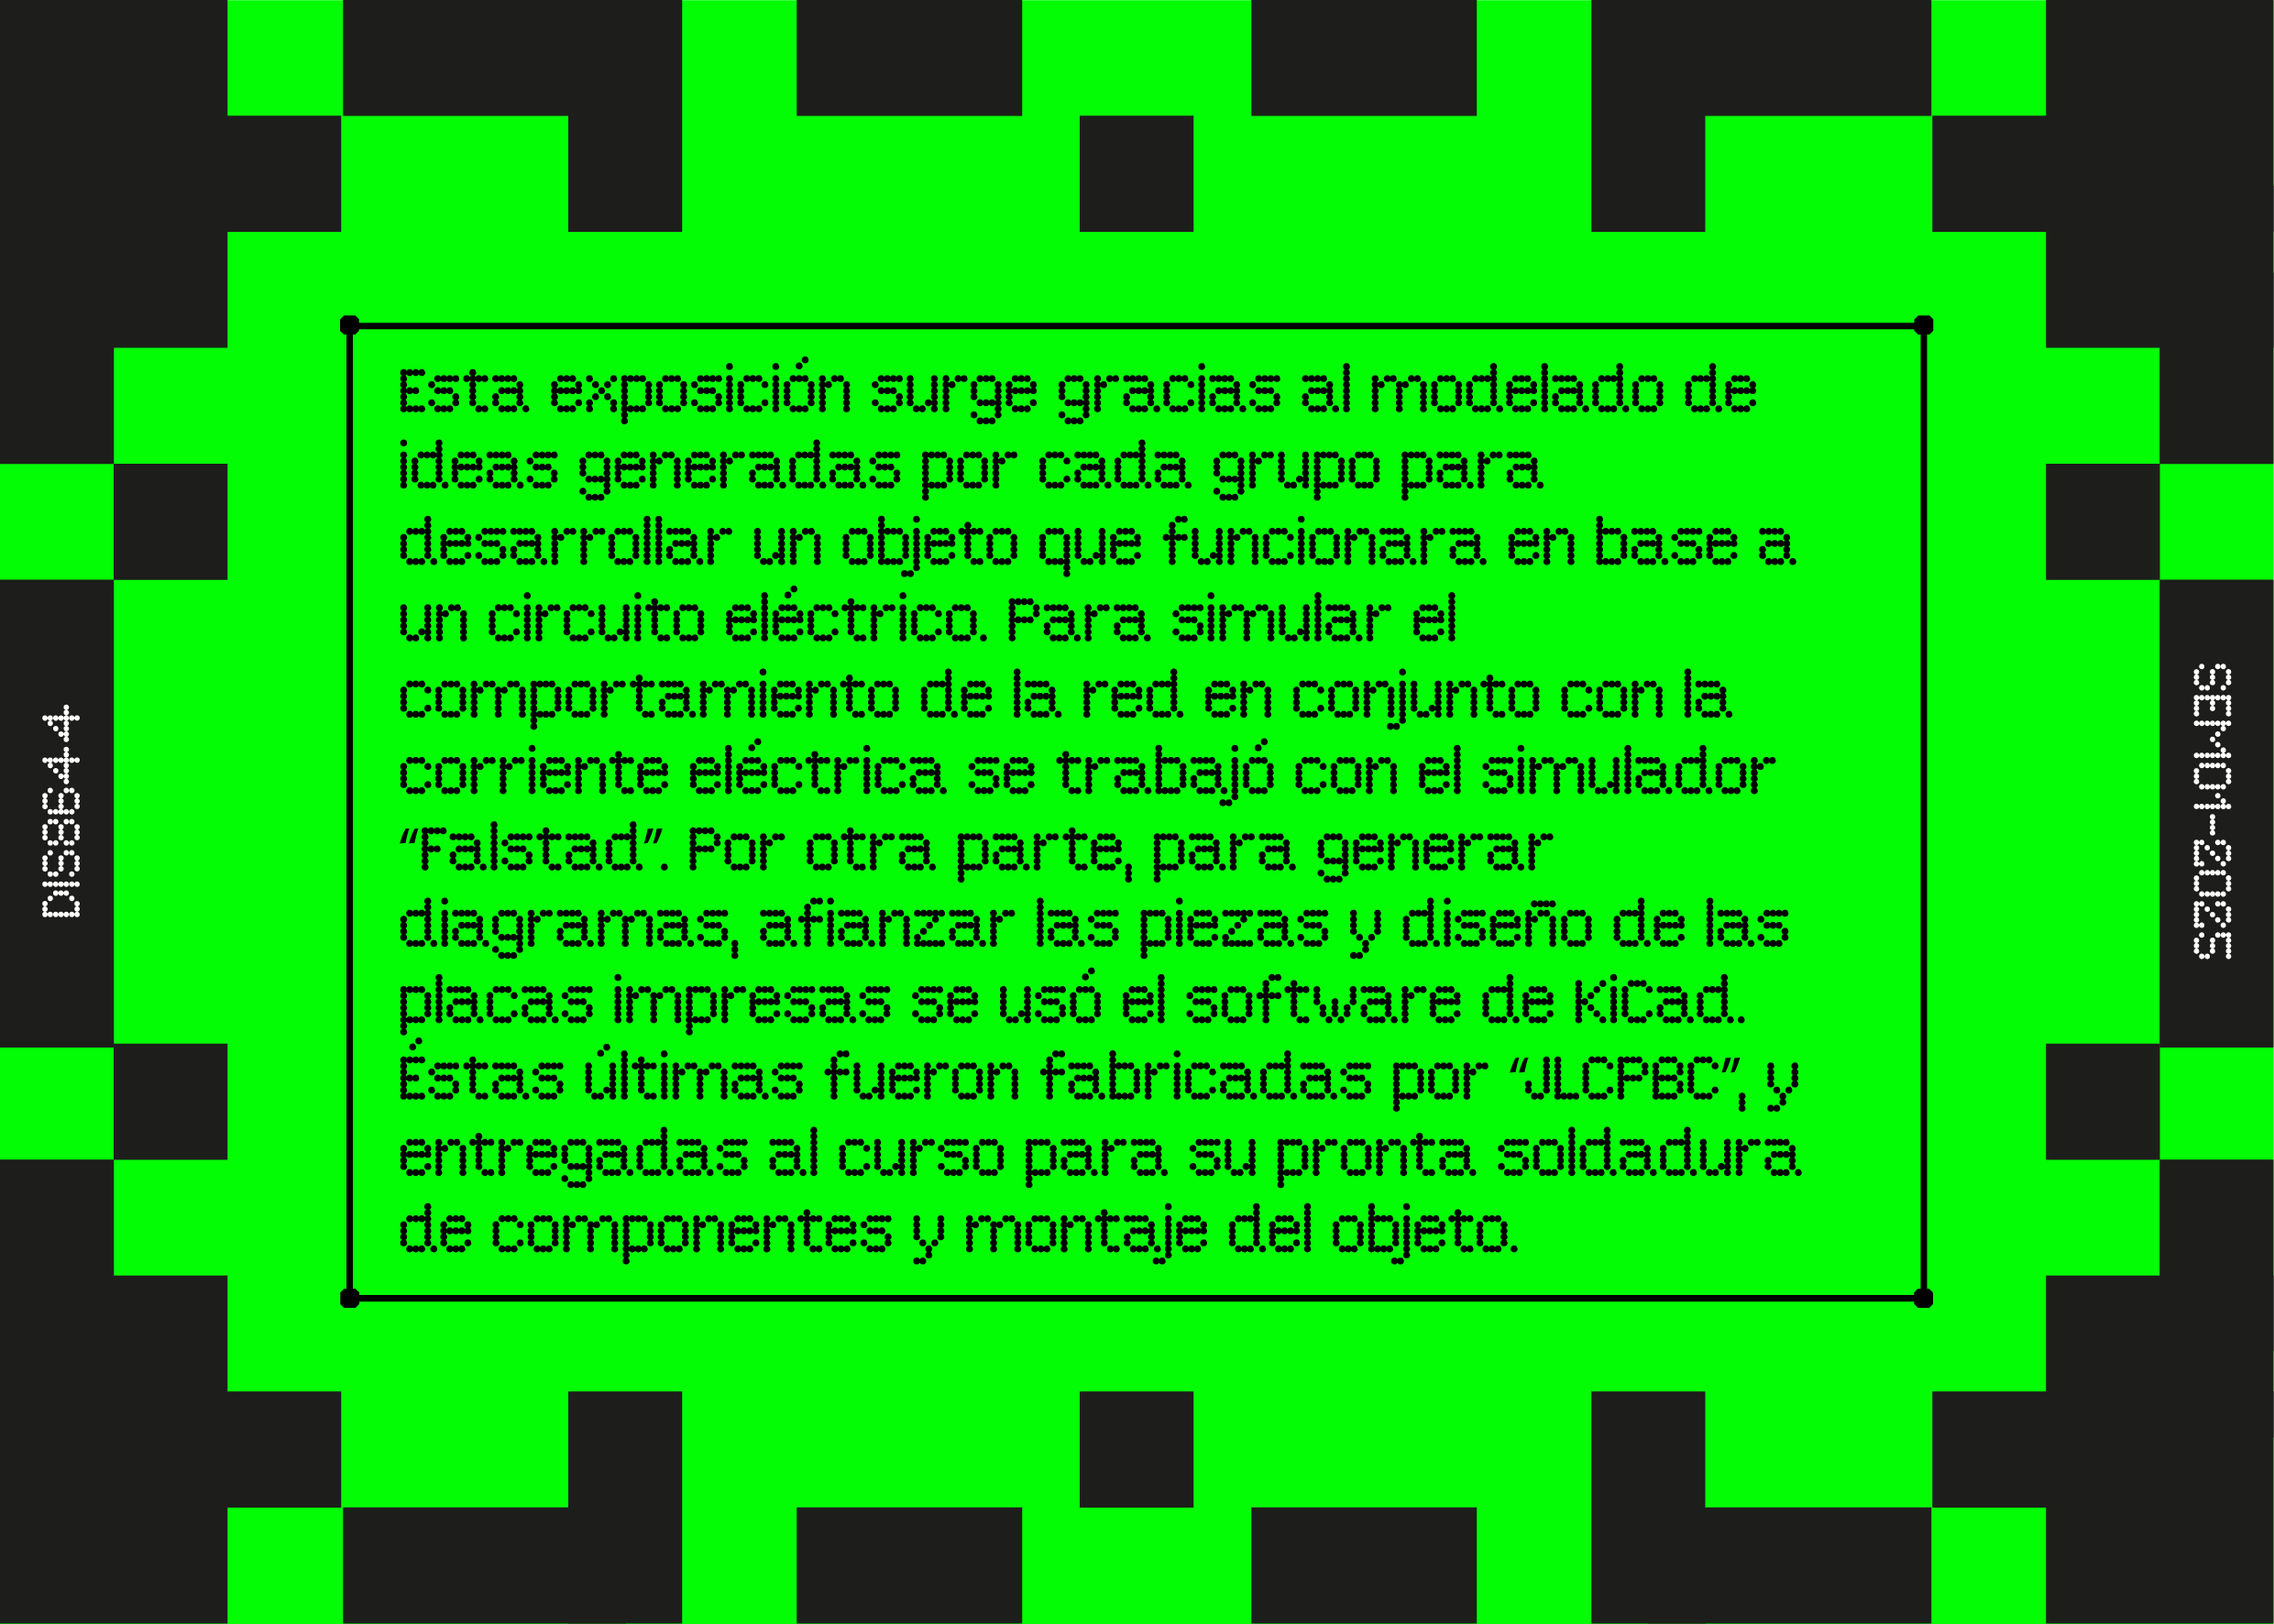 DIS8644
Esta exposición surge gracias al modelado de
ideas generadas por cada grupo para
desarrollar un objeto que funcionara en base a
un circuito eléctrico. Para simular el
comportamiento de la red en conjunto con la
corriente eléctrica se trabajó con el simulador
“Falstad”. Por otra parte, para generar
diagramas, afianzar las piezas y diseño de las
placas impresas se usó el software de KiCad.
Éstas últimas fueron fabricadas por “JLCPBC”, y
entregadas al curso para su pronta soldadura
de componentes y montaje del objeto.
SEM01-2025